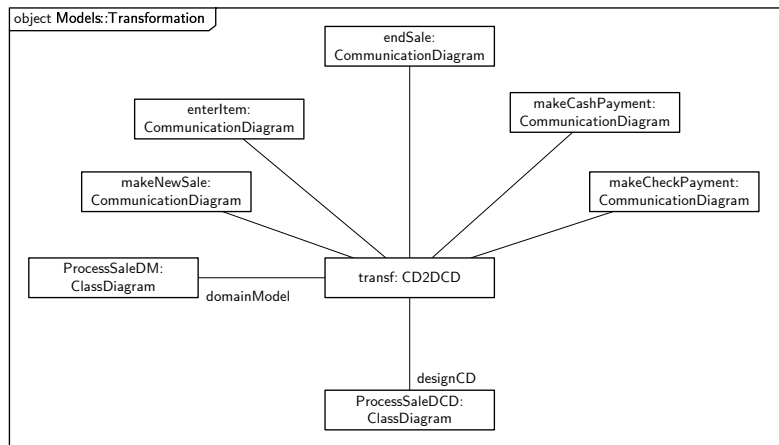 object Models::Transformation
endSale:
CommunicationDiagram
enterItem:
CommunicationDiagram
makeCashPayment:
CommunicationDiagram
makeNewSale:
CommunicationDiagram
makeCheckPayment:
CommunicationDiagram
ProcessSaleDM:
ClassDiagram
domainModel
transf: CD2DCD
designCD
ProcessSaleDCD:
ClassDiagram